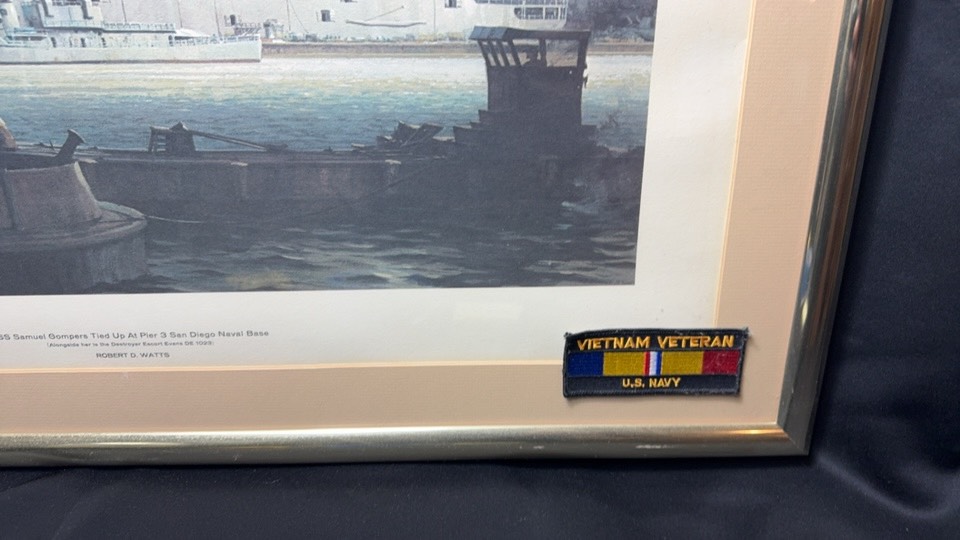 SS Samuel Gompers Tied Up At Pier 3 San Diego Naval Base
(Alongside her is the Destroyer Escort Evans DE 1023)
ROBERT D. WATTS
VIETNAM VETERAN
U.S. NAVY